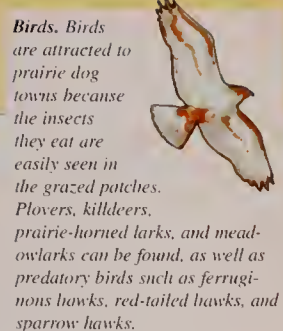 Birds. Birds
are attracted to
prairie dog
towns because
the insects
they eat are
easily seen in
the grazed patches.
Plovers, killdeers,
prairie-horned larks, and mead-
owlarks can be found, as well as
predatory birds such as ferrugi-
nous hawks, red-tailed hawks, and
sparrow hawks.